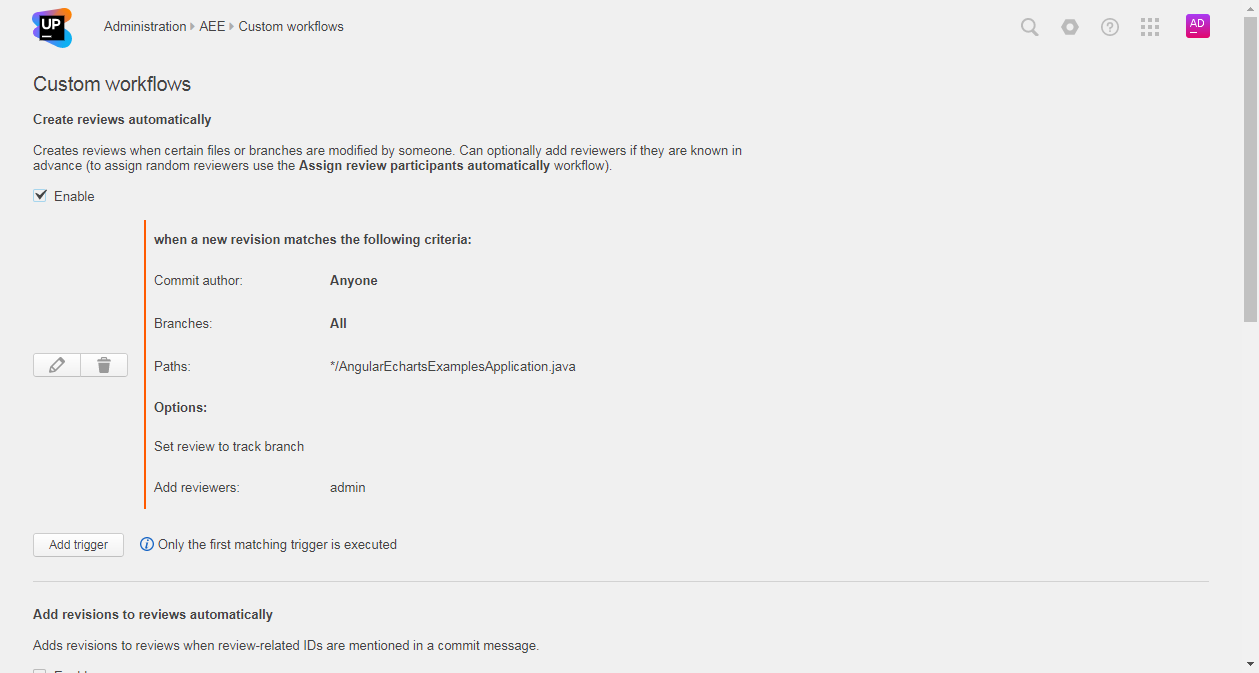 UP
Administration AEE Custom workflows
AD
Custom workflows
Create reviews automatically
Creates reviews when certain files or branches are modified by someone. Can optionally add reviewers if they are known in
advance (to assign random reviewers use the Assign review participants automatically workflow).
Enable
when a new revision matches the following criteria:
Commit author: Anyone
Branches: All
Paths: */AngularEchartsExamplesApplication.java
Options:
Set review to track branch
Add reviewers: admin
Add trigger Only the first matching trigger is executed
Add revisions to reviews automatically
Adds revisions to reviews when review-related IDs are mentioned in a commit message.